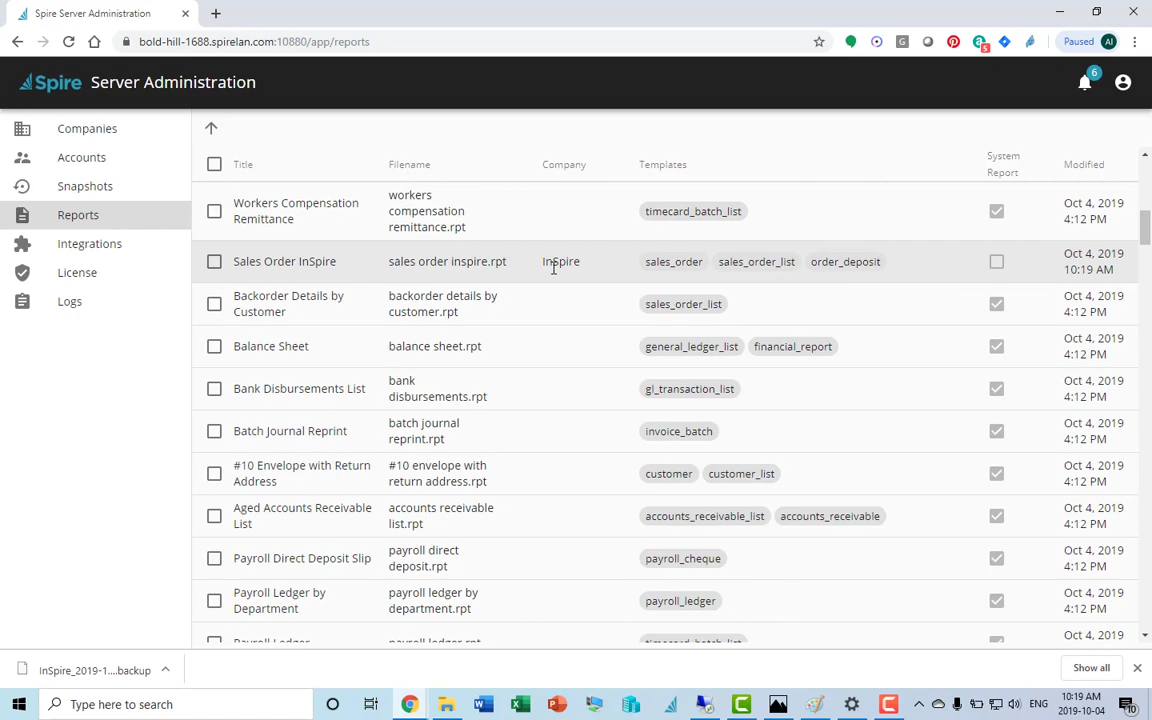 Spire Server Administration
bold-hill-1688.spirelan.com:10880/app/reports
Paused
AI
5
Spire Server Administration
6
Companies
Accounts
Snapshots
Reports
Integrations
License
Logs
Title Filename Company Templates System Report Modified
Workers Compensation Remittance
workers compensation remittance.rpt
timecard_batch_list
Oct 4, 2019 4:12 PM
Sales Order InSpire
sales order inspire.rpt
InSpire
sales_order sales_order_list order_deposit
Oct 4, 2019 10:19 AM
Backorder Details by Customer
backorder details by customer.rpt
sales_order_list
Oct 4, 2019 4:12 PM
Balance Sheet
balance sheet.rpt
general_ledger_list financial_report
Oct 4, 2019 4:12 PM
Bank Disbursements List
bank disbursements.rpt
gl_transaction_list
Oct 4, 2019 4:12 PM
Batch Journal Reprint
batch journal reprint.rpt
invoice_batch
Oct 4, 2019 4:12 PM
#10 Envelope with Return Address
#10 envelope with return address.rpt
customer customer_list
Oct 4, 2019 4:12 PM
Aged Accounts Receivable List
accounts receivable list.rpt
accounts_receivable_list accounts_receivable
Oct 4, 2019 4:12 PM
Payroll Direct Deposit Slip
payroll direct deposit.rpt
payroll_cheque
Oct 4, 2019 4:12 PM
Payroll Ledger by Department
payroll ledger by department.rpt
payroll_ledger
Oct 4, 2019 4:12 PM
Payroll Ledger
payroll ledger.rpt
timecard_batch_list
Oct 4, 2019
InSpire_2019-1....backup
Show all
Type here to search
ENG
10:19 AM
2019-10-04
10